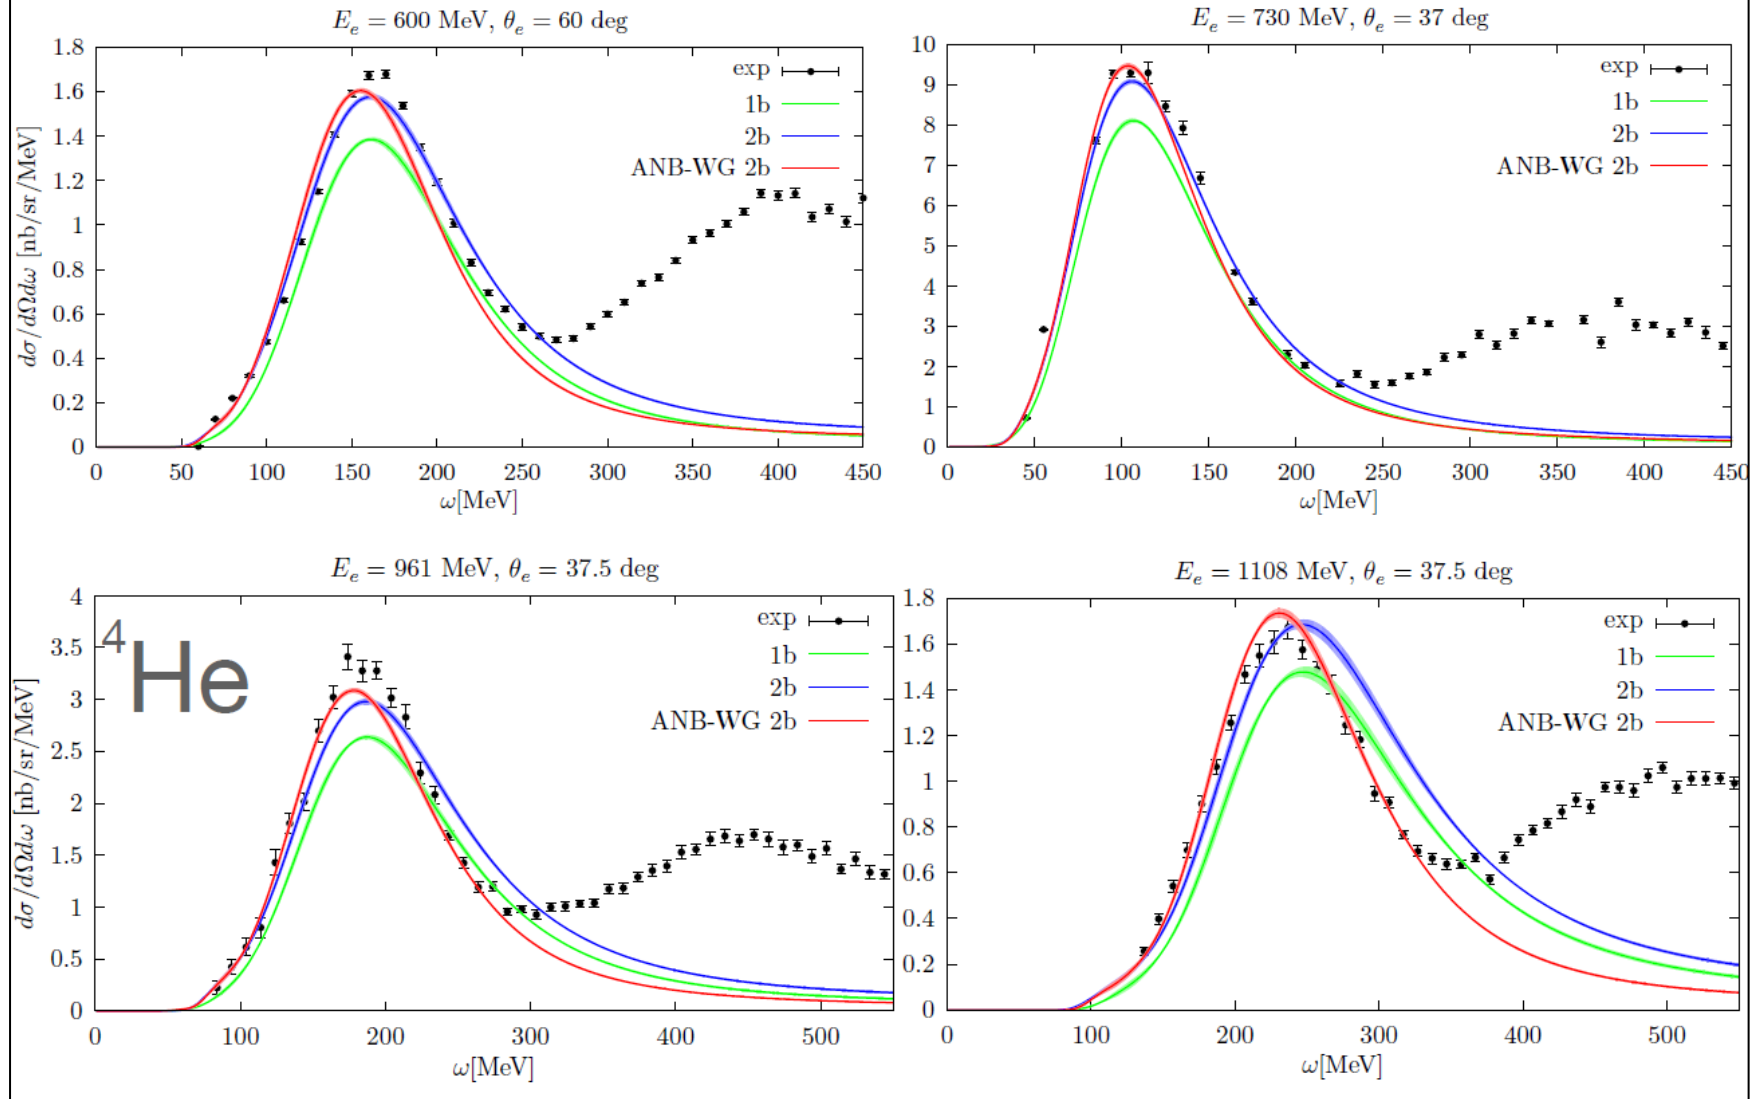 E_e = 600 MeV, θ_e = 60 deg
1.8
1.6
1.4
1.2
1
0.8
0.6
0.4
0.2
0
dσ/dΩdω [nb/sr/MeV]
exp
1b
2b
ANB-WG 2b
0 50 100 150 200 250 300 350 400 450
ω[MeV]
E_e = 730 MeV, θ_e = 37 deg
10
9
8
7
6
5
4
3
2
1
0
exp
1b
2b
ANB-WG 2b
0 50 100 150 200 250 300 350 400 450
ω[MeV]
E_e = 961 MeV, θ_e = 37.5 deg
4
3.5
3
2.5
2
1.5
1
0.5
0
dσ/dΩdω [nb/sr/MeV]
⁴He
exp
1b
2b
ANB-WG 2b
0 100 200 300 400 500
ω[MeV]
E_e = 1108 MeV, θ_e = 37.5 deg
1.8
1.6
1.4
1.2
1
0.8
0.6
0.4
0.2
0
exp
1b
2b
ANB-WG 2b
0 100 200 300 400 500
ω[MeV]